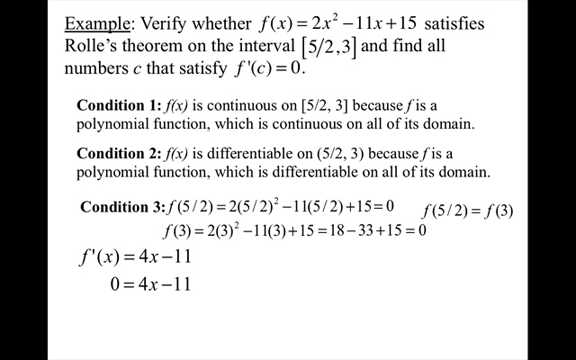 Example: Verify whether f(x) = 2x² − 11x + 15 satisfies
Rolle's theorem on the interval [5/2,3] and find all
numbers c that satisfy f'(c) = 0.
Condition 1: f(x) is continuous on [5/2, 3] because f is a
polynomial function, which is continuous on all of its domain.
Condition 2: f(x) is differentiable on (5/2, 3) because f is a
polynomial function, which is differentiable on all of its domain.
Condition 3: f(5/2) = 2(5/2)² − 11(5/2) + 15 = 0 f(5/2) = f(3)
f(3) = 2(3)² − 11(3) + 15 = 18 − 33 + 15 = 0
f'(x) = 4x − 11
0 = 4x − 11